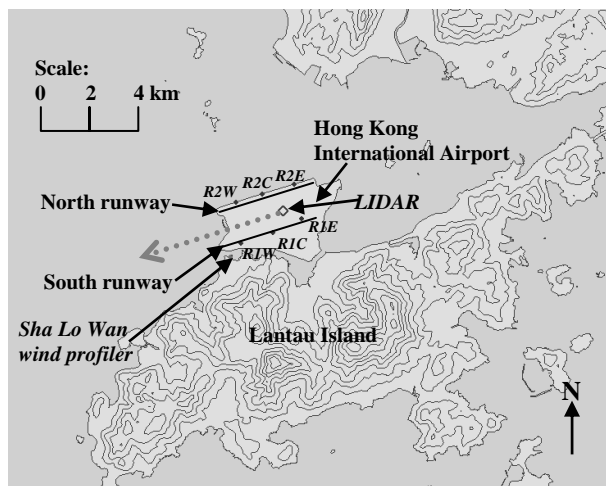 Scale:
0 2 4 km
Hong Kong
International Airport
R2E
R2C
R2W
North runway
LIDAR
R1E
R1C
R1W
South runway
Sha Lo Wan
wind profiler
Lantau Island
N